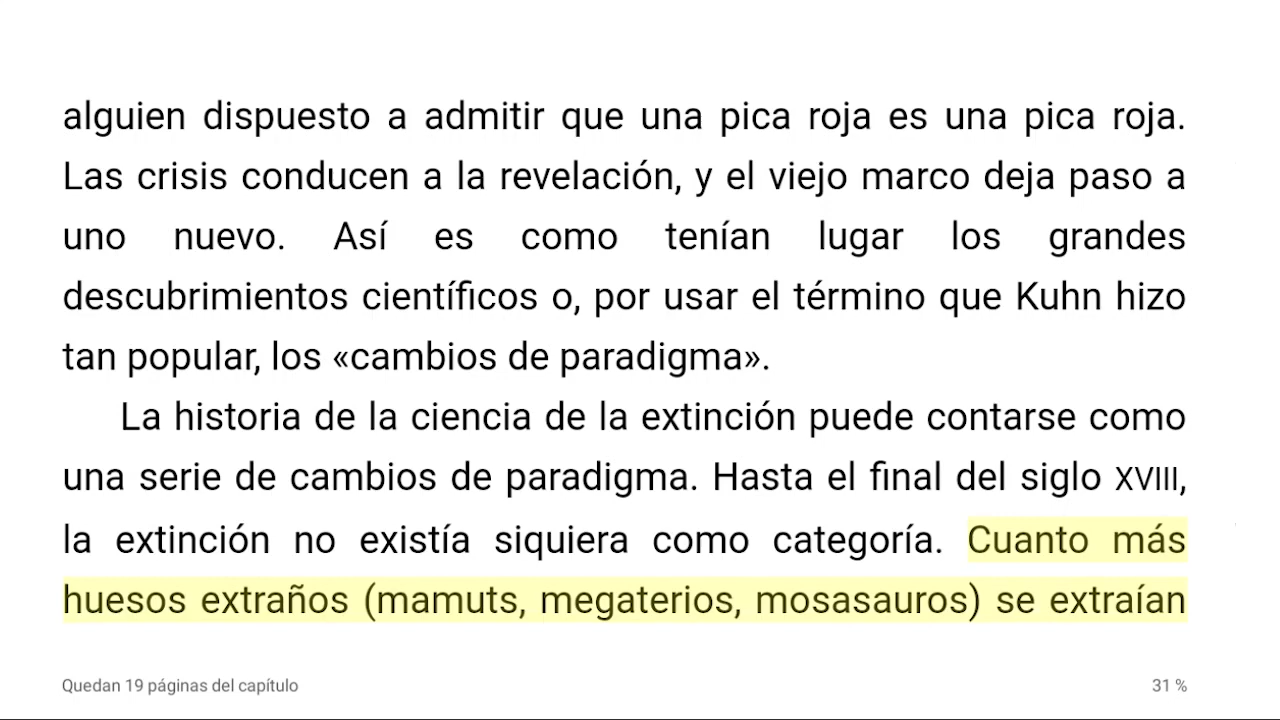 alguien dispuesto a admitir que una pica roja es una pica roja.
Las crisis conducen a la revelación, y el viejo marco deja paso a
uno nuevo. Así es como tenían lugar los grandes
descubrimientos científicos o, por usar el término que Kuhn hizo
tan popular, los «cambios de paradigma».
La historia de la ciencia de la extinción puede contarse como
una serie de cambios de paradigma. Hasta el final del siglo XVIII,
la extinción no existía siquiera como categoría. Cuanto más
huesos extraños (mamuts, megaterios, mosasauros) se extraían
Quedan 19 páginas del capítulo
31 %